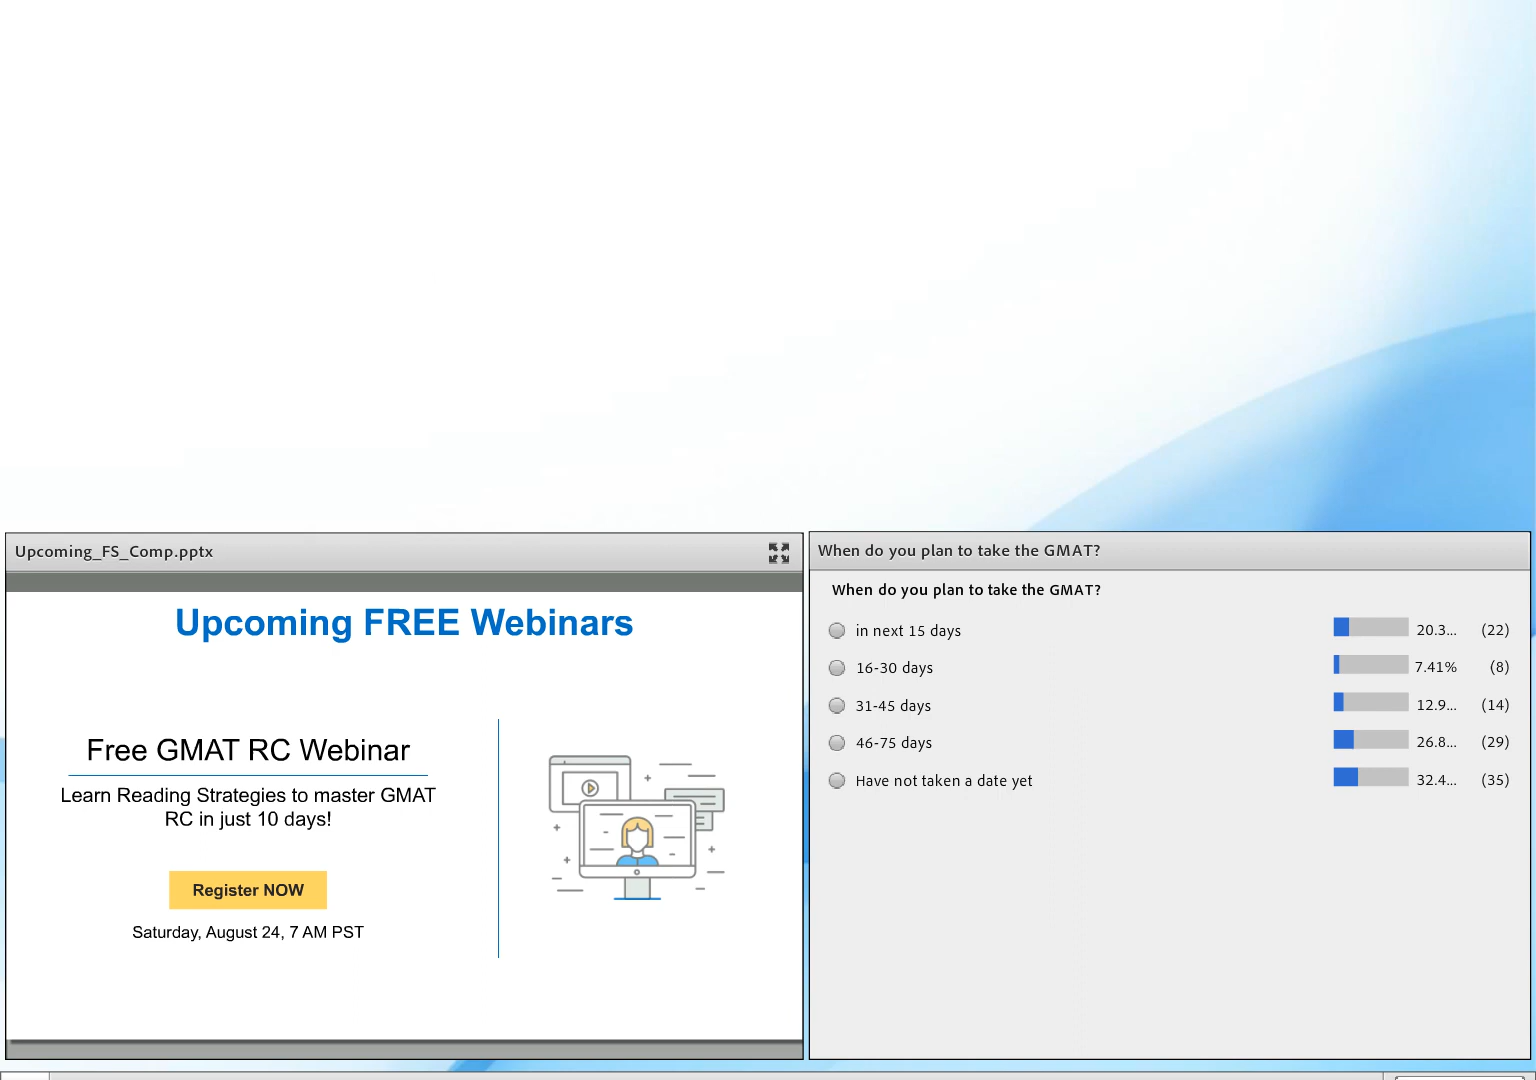 Upcoming_FS_Comp.pptx
Upcoming FREE Webinars
Free GMAT RC Webinar
Learn Reading Strategies to master GMAT
RC in just 10 days!
Register NOW
Saturday, August 24, 7 AM PST
When do you plan to take the GMAT?
When do you plan to take the GMAT?
in next 15 days 20.3... (22)
16-30 days 7.41% (8)
31-45 days 12.9... (14)
46-75 days 26.8... (29)
Have not taken a date yet 32.4... (35)